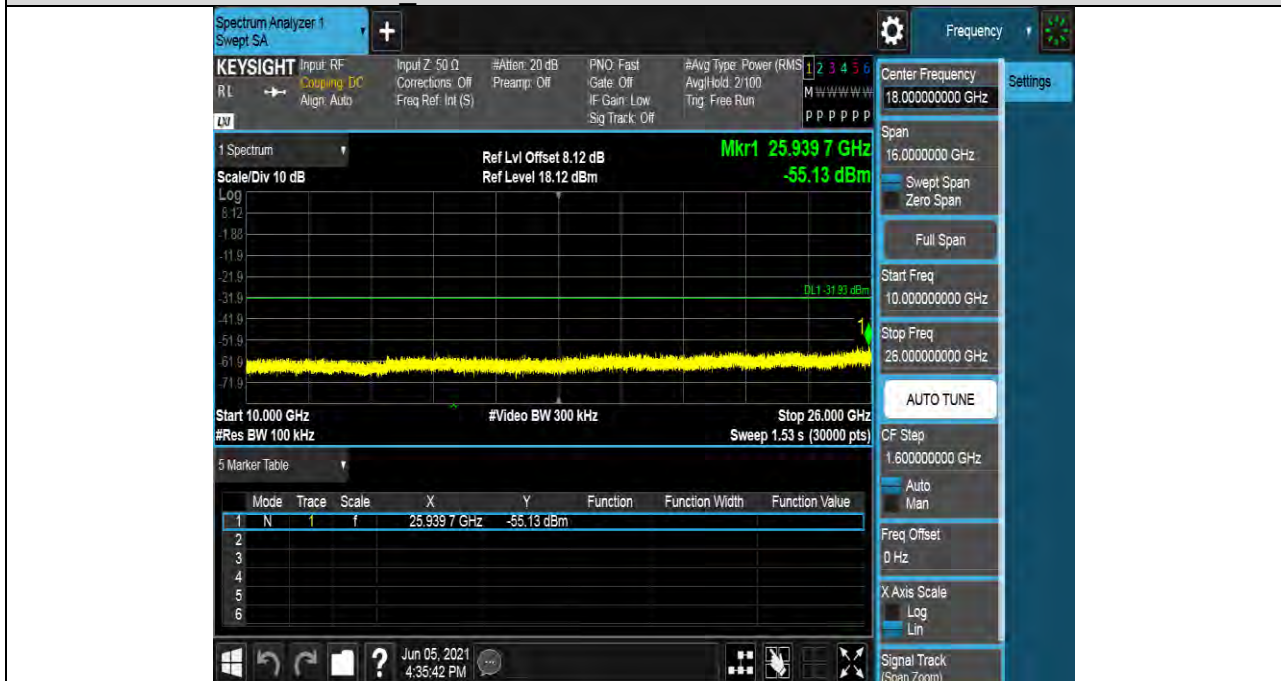 Spectrum Analyzer 1
Swept SA
+
Frequency
KEYSIGHT
RL
LXI
Input: RF
Coupling: DC
Align: Auto
Input Z: 50 Ω
Corrections: Off
Freq Ref: Int (S)
#Atten: 20 dB
Preamp: Off
PNO: Fast
Gate: Off
IF Gain: Low
Sig Track: Off
#Avg Type: Power (RMS
Avg|Hold: 2/100
Trig: Free Run
1 2 3 4 5 6
M W W W W W
P P P P P P
Center Frequency
18.000000000 GHz
Settings
Span
16.0000000 GHz
Swept Span
Zero Span
Full Span
Start Freq
10.000000000 GHz
Stop Freq
26.000000000 GHz
AUTO TUNE
CF Step
1.600000000 GHz
Auto
Man
Freq Offset
0 Hz
X Axis Scale
Log
Lin
Signal Track
(Span Zoom)
1 Spectrum
Scale/Div 10 dB
Ref Lvl Offset 8.12 dB
Ref Level 18.12 dBm
Mkr1 25.939 7 GHz
-55.13 dBm
Log
8.12
-1.88
-11.9
-21.9
-31.9
-41.9
-51.9
-61.9
-71.9
DL1 -31.93 dBm
1
Start 10.000 GHz
#Res BW 100 kHz
#Video BW 300 kHz
Stop 26.000 GHz
Sweep 1.53 s (30000 pts)
5 Marker Table
Mode Trace Scale X Y Function Function Width Function Value
1 N 1 f 25.939 7 GHz -55.13 dBm
2
3
4
5
6
?
Jun 05, 2021
4:35:42 PM